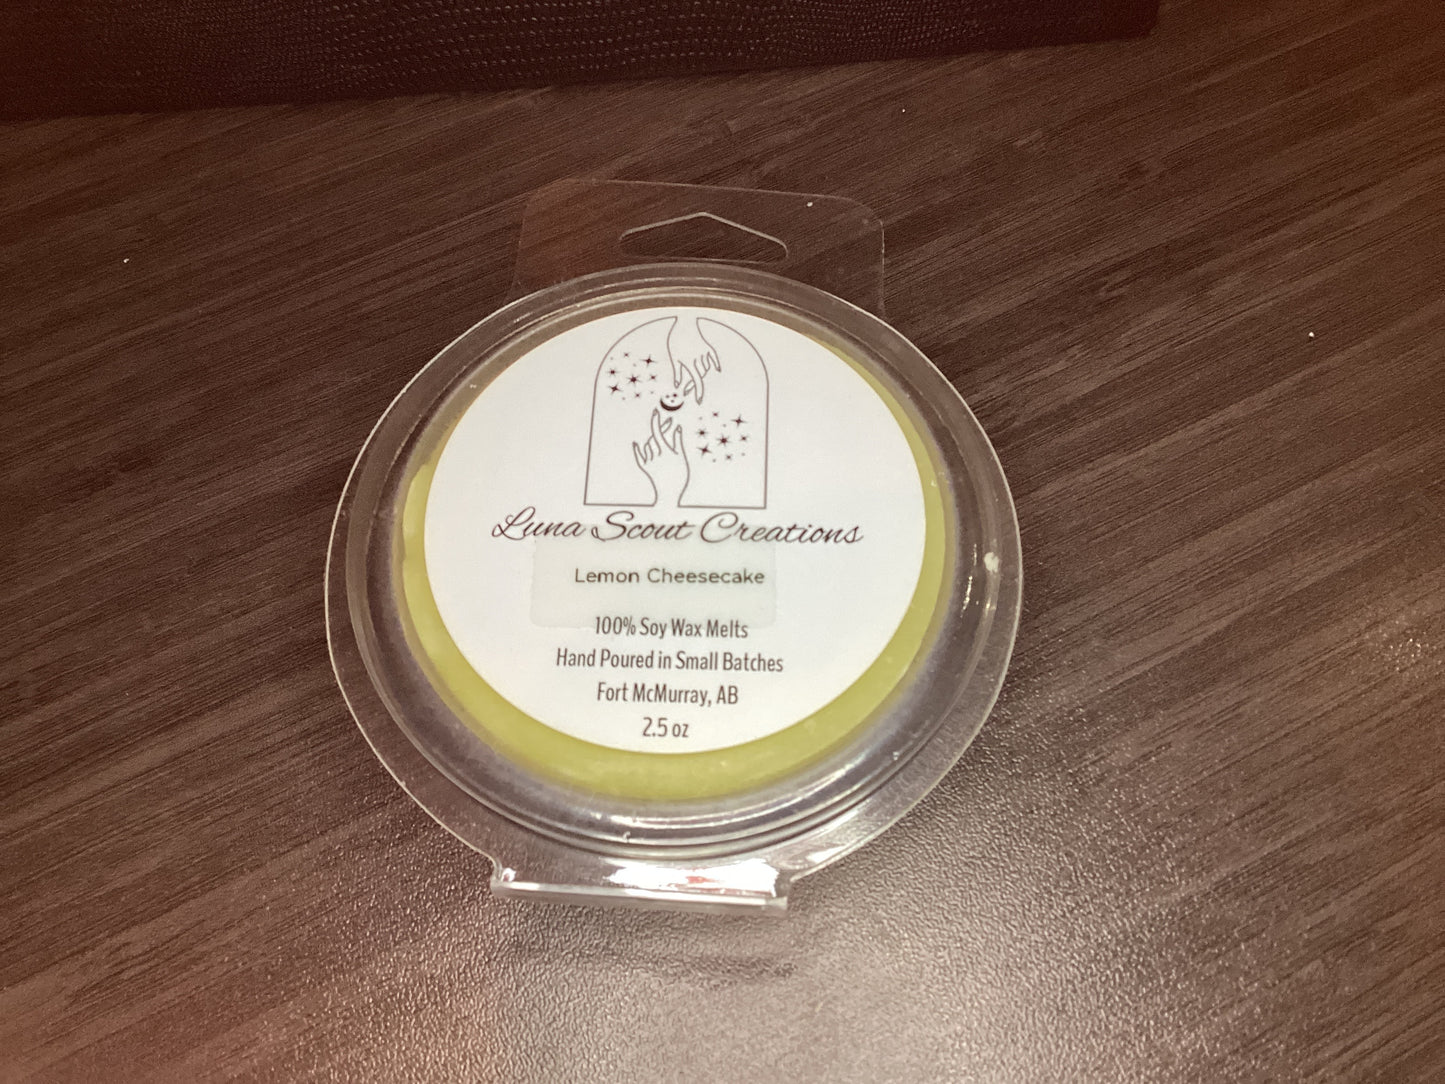 Luna Scout Creations
Lemon Cheesecake
100% Soy Wax Melts
Hand Poured in Small Batches
Fort McMurray, AB
2.5 oz